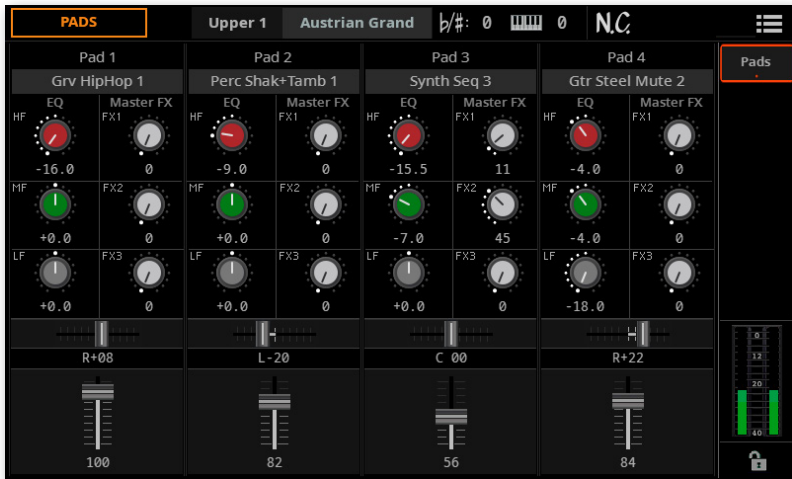 PADS Upper 1 Austrian Grand b/#: 0 0 N.C.
Pad 1 Pad 2 Pad 3 Pad 4 Pads
Grv HipHop 1 Perc Shak+Tamb 1 Synth Seq 3 Gtr Steel Mute 2
EQ Master FX EQ Master FX EQ Master FX EQ Master FX
HF FX1 HF FX1 HF FX1 HF FX1
-16.0 0 -9.0 0 -15.5 11 -4.0 0
MF FX2 MF FX2 MF FX2 MF FX2
+0.0 0 +0.0 0 -7.0 45 -4.0 0
LF FX3 LF FX3 LF FX3 LF FX3
+0.0 0 +0.0 0 +0.0 0 -18.0 0
R+08 L-20 C 00 R+22
0
12
20
40
100 82 56 84